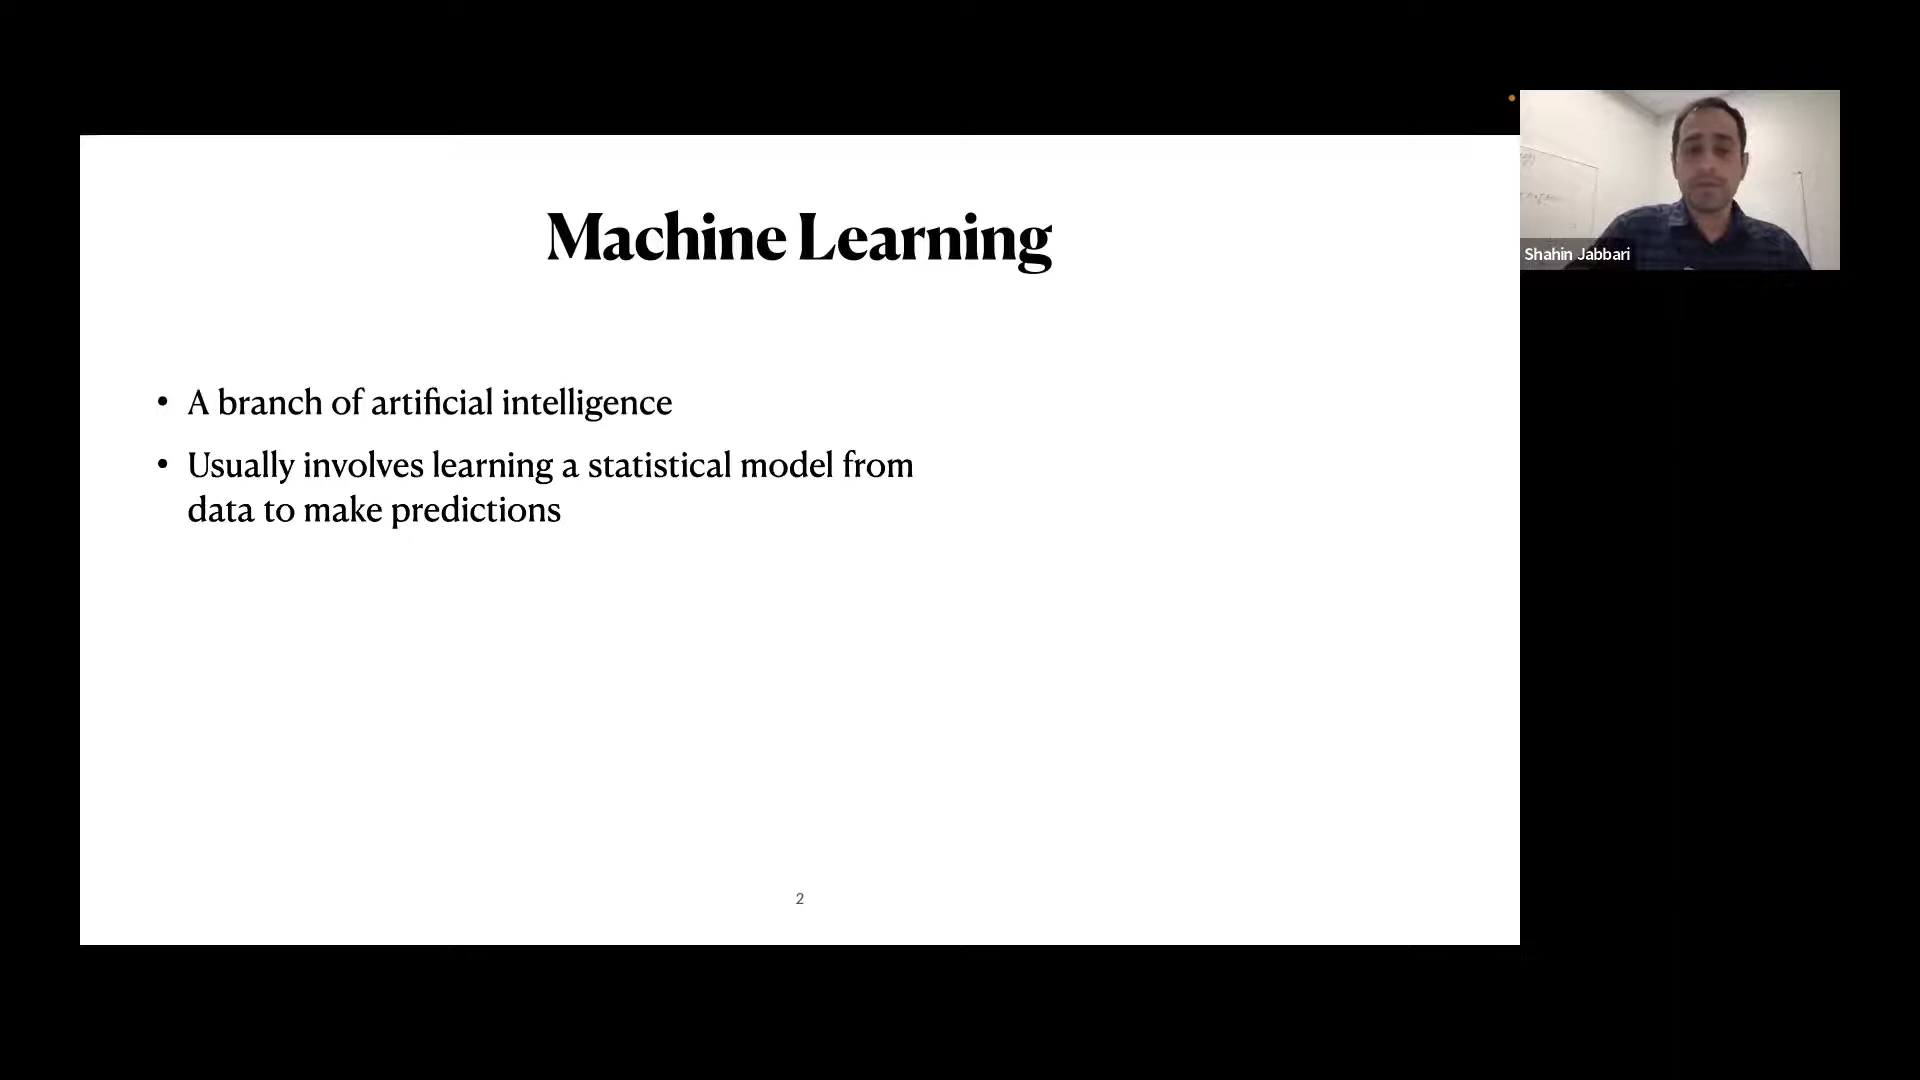 Machine Learning
• A branch of artificial intelligence
• Usually involves learning a statistical model from
data to make predictions
2
Shahin Jabbari